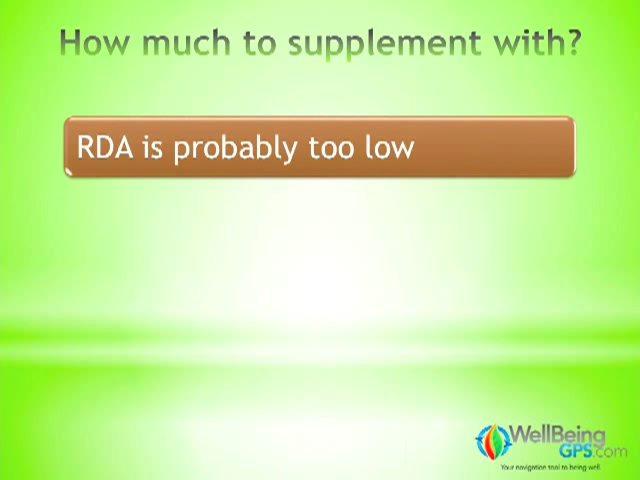 How much to supplement with?
RDA is probably too low
WellBeing
GPS.com
Your navigation tool to being well.